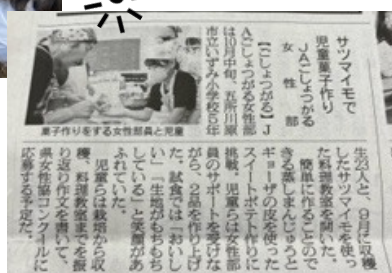 サツマイモで
児童菓子作り
JAごしょつがる
女性部
【ごしょつがる】J
Aごしょつがる女性部
は10月中旬、五所川原
市立いずみ小学校5年
生23人と、9月に収穫
したサツマイモを使っ
た料理教室を開いた。
簡単に作ることので
きる蒸しまんじゅうと
ギョーザの皮を使った
スイートポテト作りに
挑戦。児童らは女性部
員のサポートを受けな
がら、2品を作り上げ
た。試食では「おいし
い」「生地がもちもち
している」と笑顔があ
ふれていた。
児童らは栽培から収
穫、料理教室までを振
り返り作文を書いて、
県女性協コンクールに
応募する予定だ。
菓子作りをする女性部員と児童